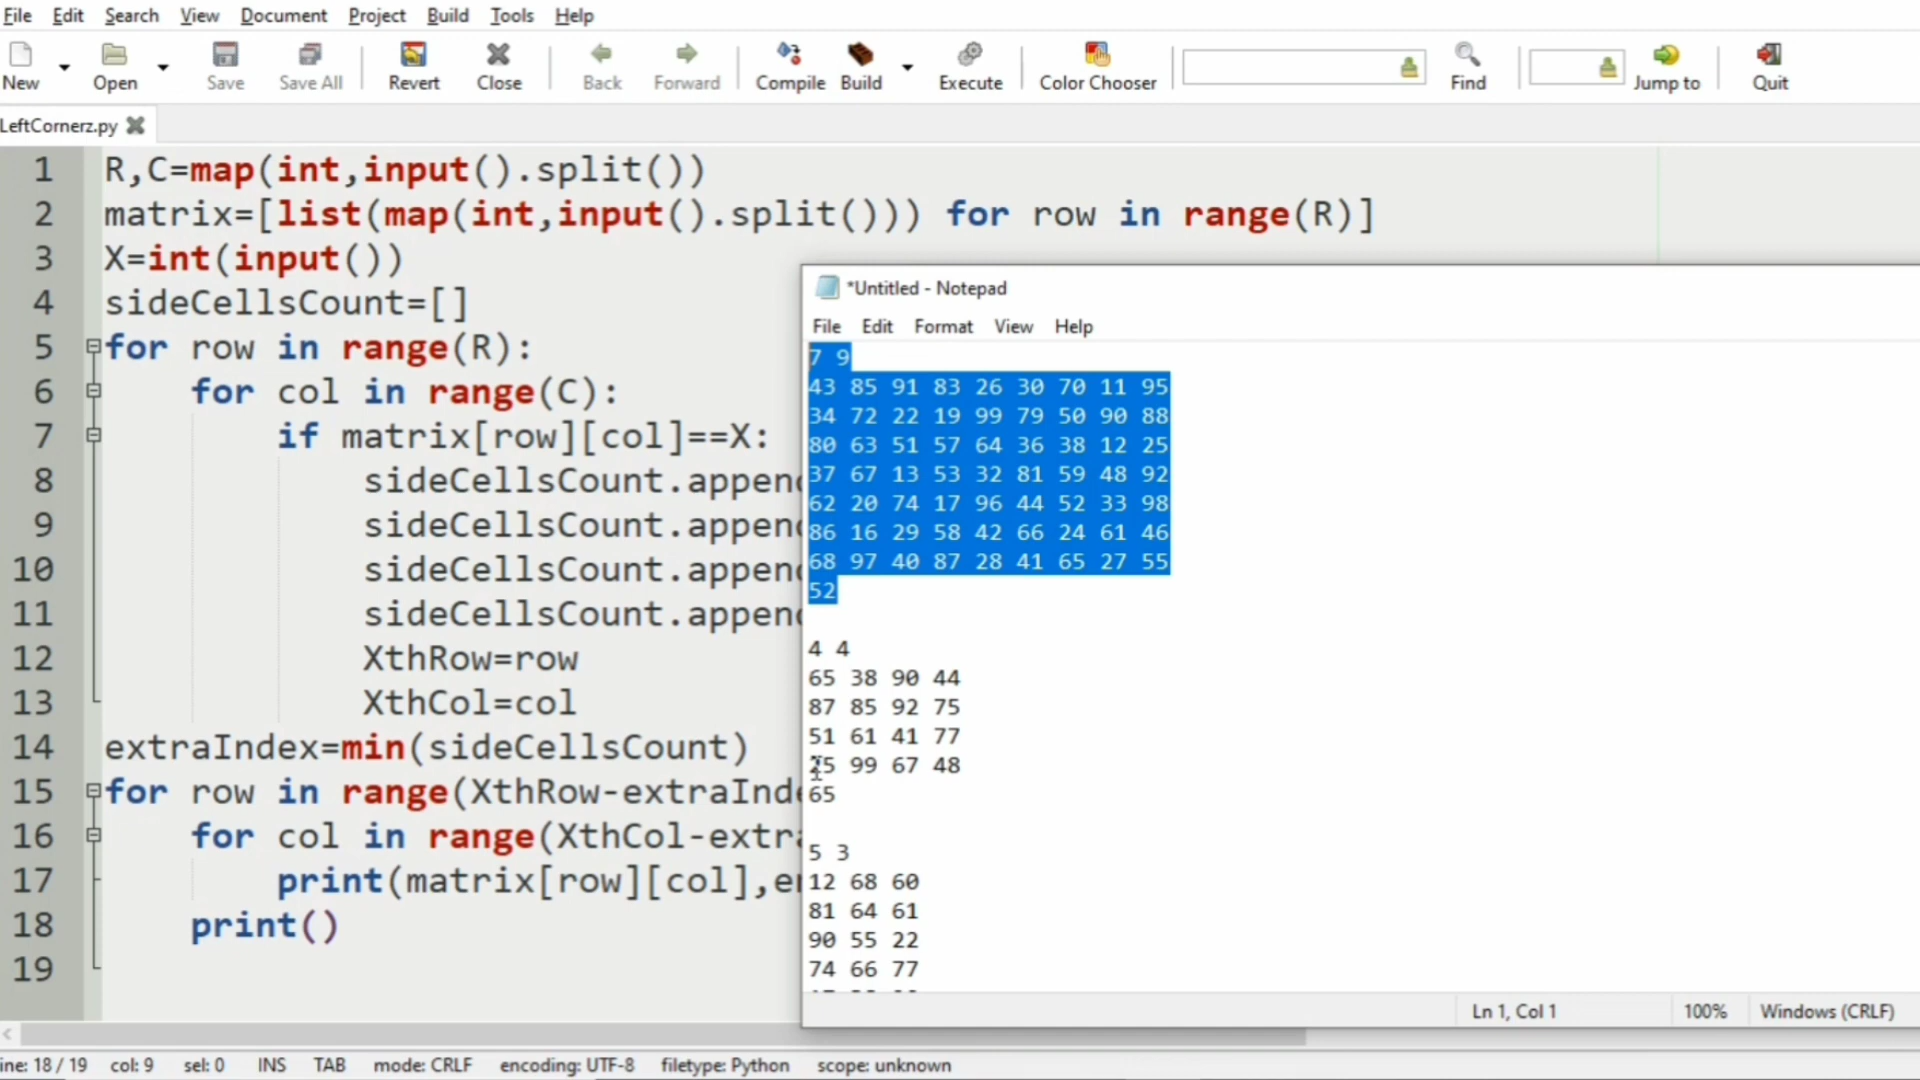 File Edit Search View Document Project Build Tools Help
New Open Save Save All Revert Close Back Forward Compile Build Execute Color Chooser Find Jump to Quit
LeftCornerz.py
1 R,C=map(int,input().split())
2 matrix=[list(map(int,input().split())) for row in range(R)]
3 X=int(input())
4 sideCellsCount=[]
5 for row in range(R):
6 for col in range(C):
7 if matrix[row][col]==X:
8 sideCellsCount.append
9 sideCellsCount.append
10 sideCellsCount.append
11 sideCellsCount.append
12 XthRow=row
13 XthCol=col
14 extraIndex=min(sideCellsCount)
15 for row in range(XthRow-extraInd
16 for col in range(XthCol-extr
17 print(matrix[row][col],e
18 print()
19
*Untitled - Notepad
File Edit Format View Help
7 9
43 85 91 83 26 30 70 11 95
34 72 22 19 99 79 50 90 88
80 63 51 57 64 36 38 12 25
37 67 13 53 32 81 59 48 92
62 20 74 17 96 44 52 33 98
86 16 29 58 42 66 24 61 46
68 97 40 87 28 41 65 27 55
52
4 4
65 38 90 44
87 85 92 75
51 61 41 77
25 99 67 48
65
5 3
12 68 60
81 64 61
90 55 22
74 66 77
Ln 1, Col 1 100% Windows (CRLF)
ine: 18 / 19 col: 9 sel: 0 INS TAB mode: CRLF encoding: UTF-8 filetype: Python scope: unknown